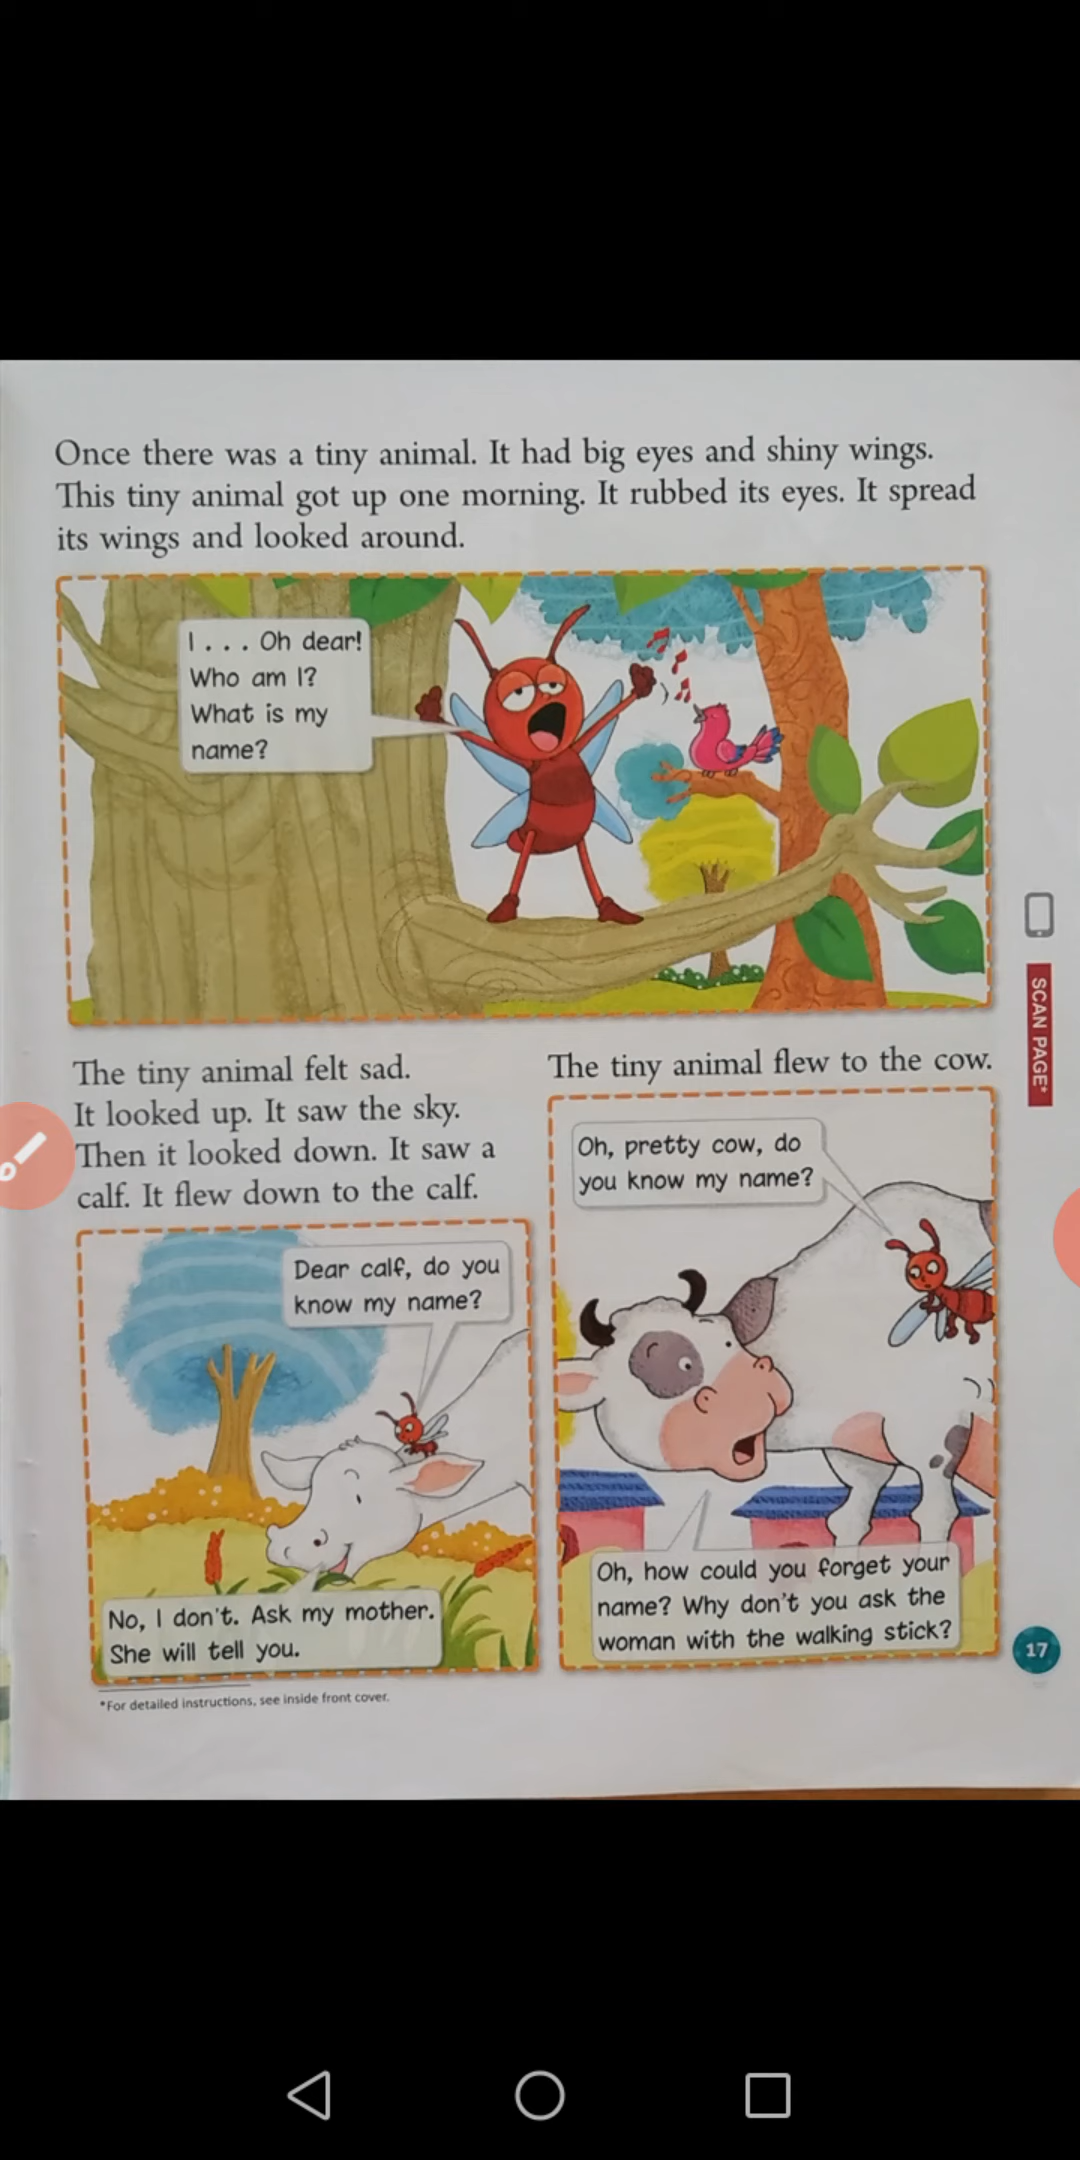 Once there was a tiny animal. It had big eyes and shiny wings.
This tiny animal got up one morning. It rubbed its eyes. It spread
its wings and looked around.
I . . . Oh dear!
Who am I?
What is my
name?
The tiny animal felt sad.
It looked up. It saw the sky.
Then it looked down. It saw a
calf. It flew down to the calf.
Dear calf, do you
know my name?
No, I don't. Ask my mother.
She will tell you.
The tiny animal flew to the cow.
Oh, pretty cow, do
you know my name?
Oh, how could you forget your
name? Why don't you ask the
woman with the walking stick?
SCAN PAGE*
17
*For detailed instructions, see inside front cover.